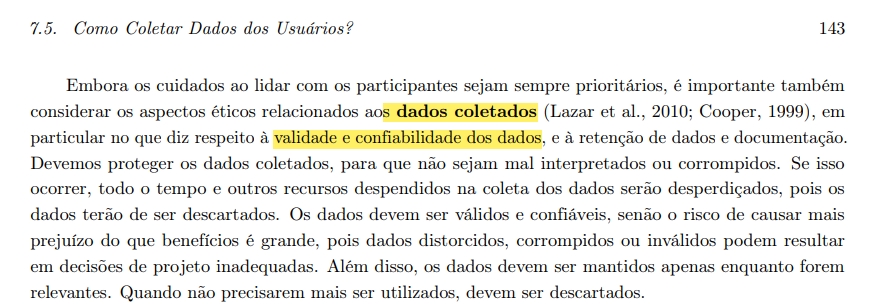 7.5. Como Coletar Dados dos Usuários? 143
Embora os cuidados ao lidar com os participantes sejam sempre prioritários, é importante também
considerar os aspectos éticos relacionados aos dados coletados (Lazar et al., 2010; Cooper, 1999), em
particular no que diz respeito à validade e confiabilidade dos dados, e à retenção de dados e documentação.
Devemos proteger os dados coletados, para que não sejam mal interpretados ou corrompidos. Se isso
ocorrer, todo o tempo e outros recursos despendidos na coleta dos dados serão desperdiçados, pois os
dados terão de ser descartados. Os dados devem ser válidos e confiáveis, senão o risco de causar mais
prejuízo do que benefícios é grande, pois dados distorcidos, corrompidos ou inválidos podem resultar
em decisões de projeto inadequadas. Além disso, os dados devem ser mantidos apenas enquanto forem
relevantes. Quando não precisarem mais ser utilizados, devem ser descartados.